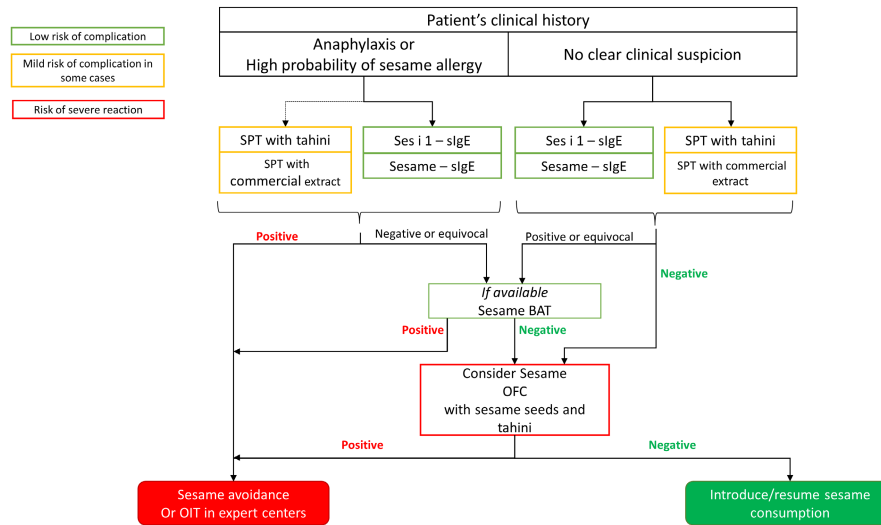 Patient's clinical history
Low risk of complication
Mild risk of complication in
some cases
Risk of severe reaction
Anaphylaxis or
High probability of sesame allergy
No clear clinical suspicion
SPT with tahini
SPT with
commercial extract
Ses i 1 – sIgE
Sesame – sIgE
Ses i 1 – sIgE
Sesame – sIgE
SPT with tahini
SPT with commercial
extract
Positive
Negative or equivocal
Positive or equivocal
Negative
If available
Sesame BAT
Positive
Negative
Consider Sesame
OFC
with sesame seeds and
tahini
Positive
Negative
Sesame avoidance
Or OIT in expert centers
Introduce/resume sesame
consumption